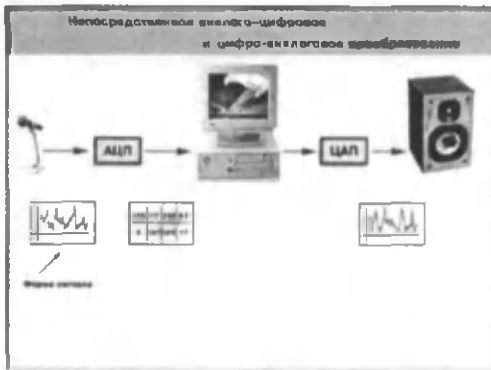 Непосредственное аналого-цифровое
и цифро-аналоговое преобразование
АЦП
ЦАП
Форма сигнала